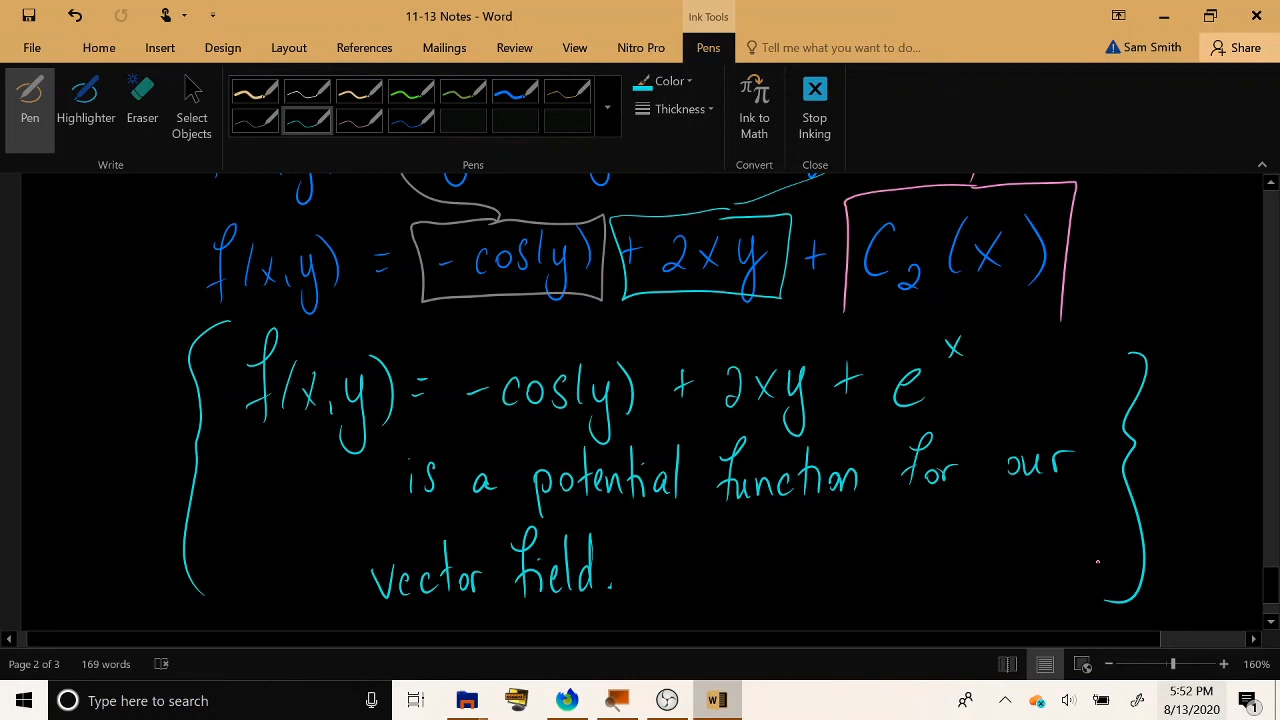 11-13 Notes - Word
Ink Tools
File Home Insert Design Layout References Mailings Review View Nitro Pro Pens Tell me what you want to do... Sam Smith Share
Pen Highlighter Eraser Select Objects Color Thickness Ink to Math Stop Inking
Write Pens Convert Close
f(x,y) = - cos(y) + 2xy + C₂(x)
f(x,y) = - cos(y) + 2xy + eˣ
is a potential function for our
vector field.
Page 2 of 3 169 words 160%
Type here to search 5:52 PM
8/13/2020